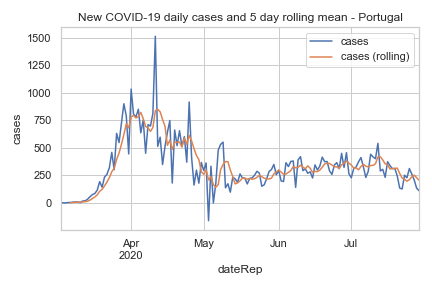 New COVID-19 daily cases and 5 day rolling mean - Portugal
cases
cases (rolling)
1500
1250
1000
750
500
250
0
cases
Apr
2020
May
Jun
Jul
dateRep